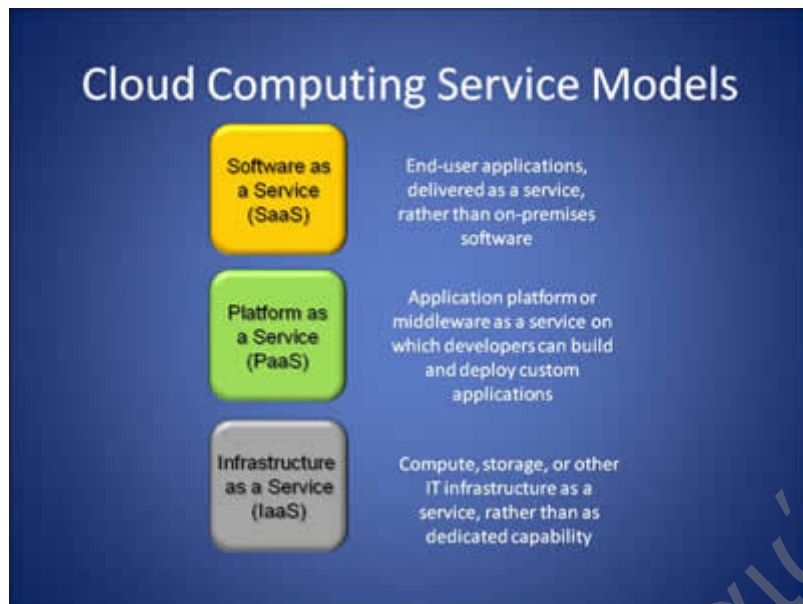 Cloud Computing Service Models
Software as
a Service
(SaaS)
End-user applications,
delivered as a service,
rather than on-premises
software
Platform as
a Service
(PaaS)
Application platform or
middleware as a service on
which developers can build
and deploy custom
applications
Infrastructure
as a Service
(IaaS)
Compute, storage, or other
IT infrastructure as a
service, rather than as
dedicated capability